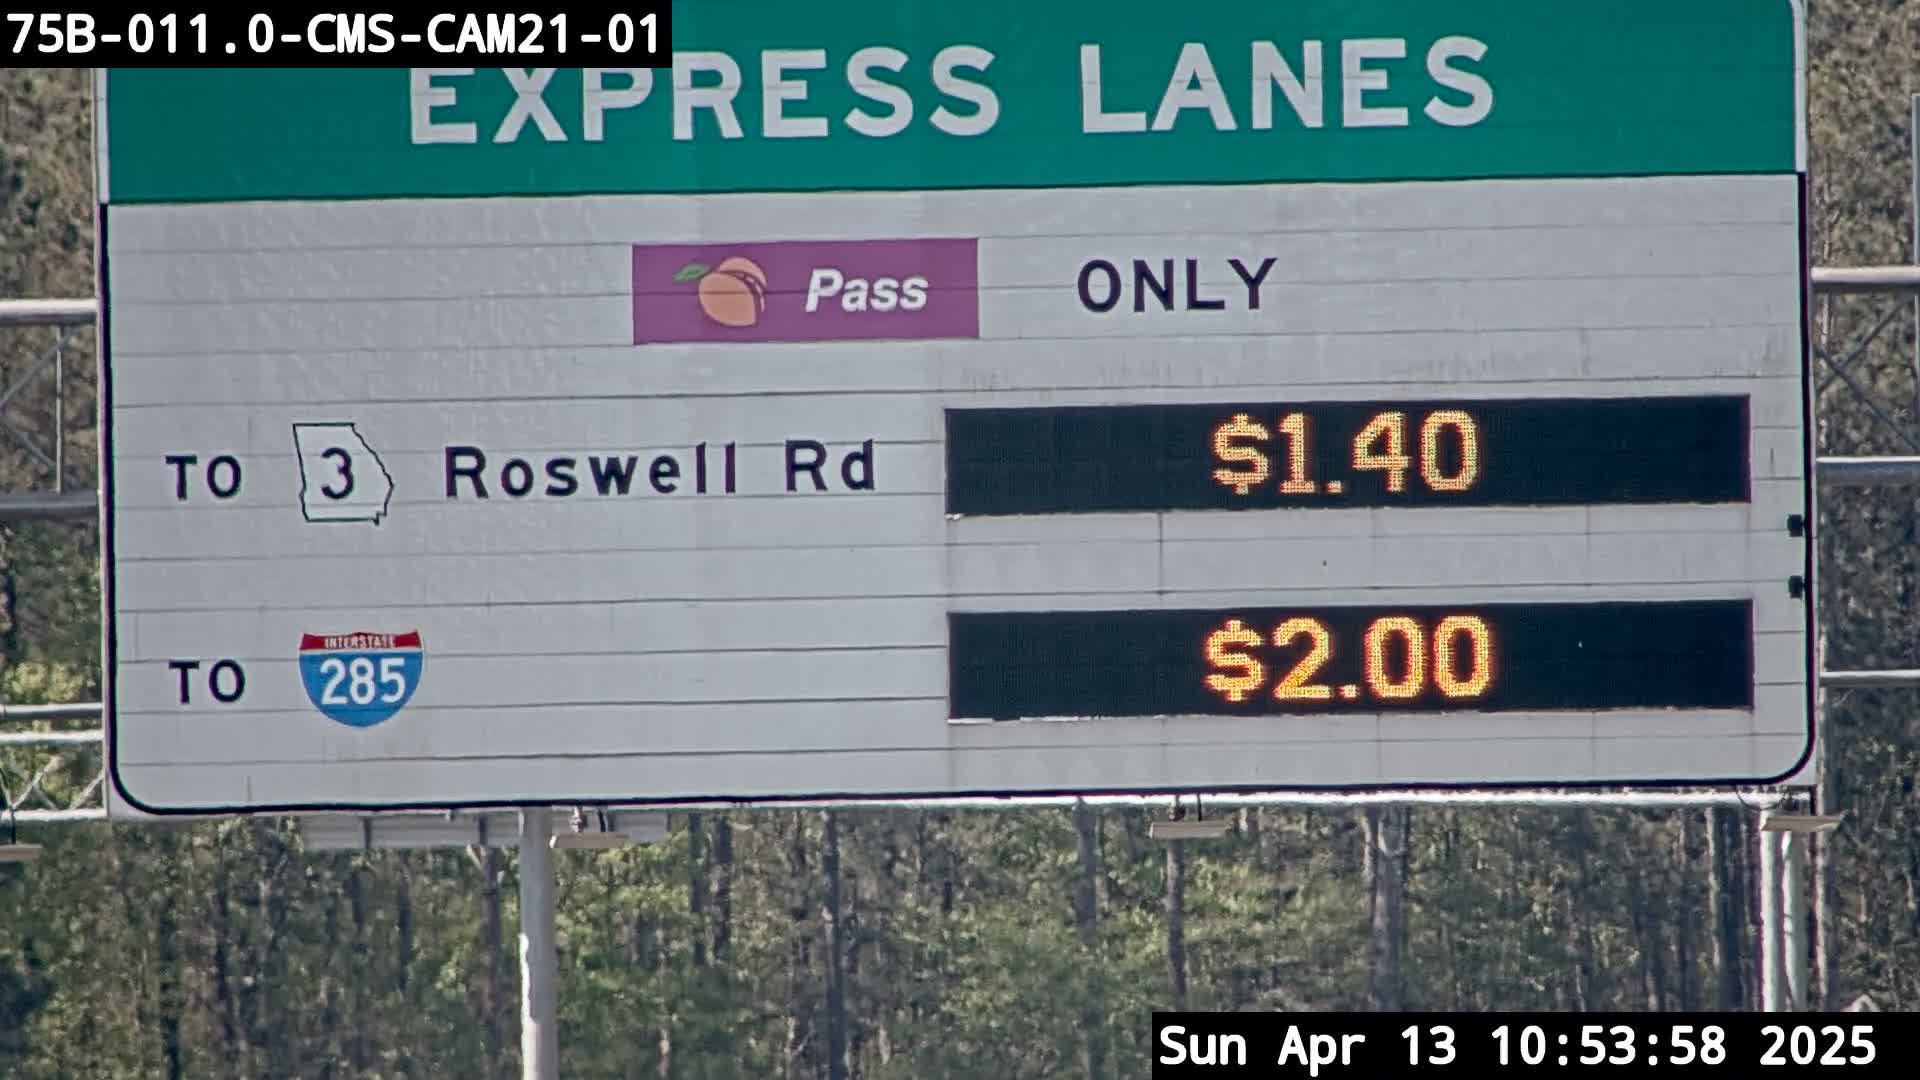 75B-011.0-CMS-CAM21-01
EXPRESS LANES
Pass ONLY
TO 3 Roswell Rd $1.40
INTERSTATE
TO 285 $2.00
Sun Apr 13 10:53:58 2025